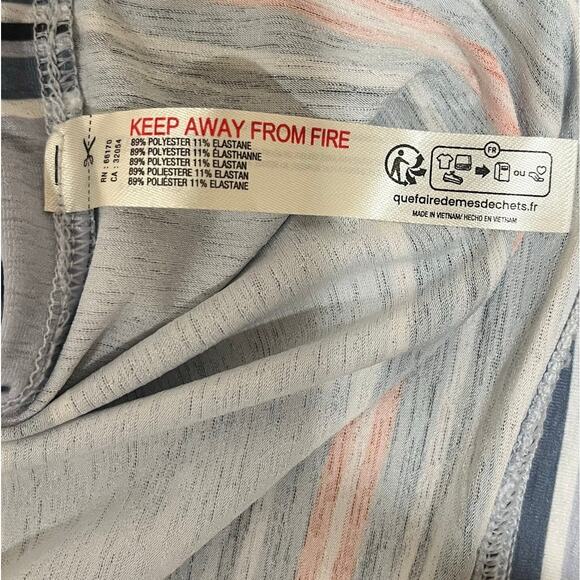 RN : 66170
CA : 32054
KEEP AWAY FROM FIRE
89% POLYESTER 11% ELASTANE
89% POLYESTER 11% ÉLASTHANNE
89% POLYESTER 11% ELASTAN
89% POLIESTERE 11% ELASTAN
89% POLIÉSTER 11% ELASTANE
FR
OU
quefairedemesdechets.fr
MADE IN VIETNAM/ HECHO EN VIETNAM